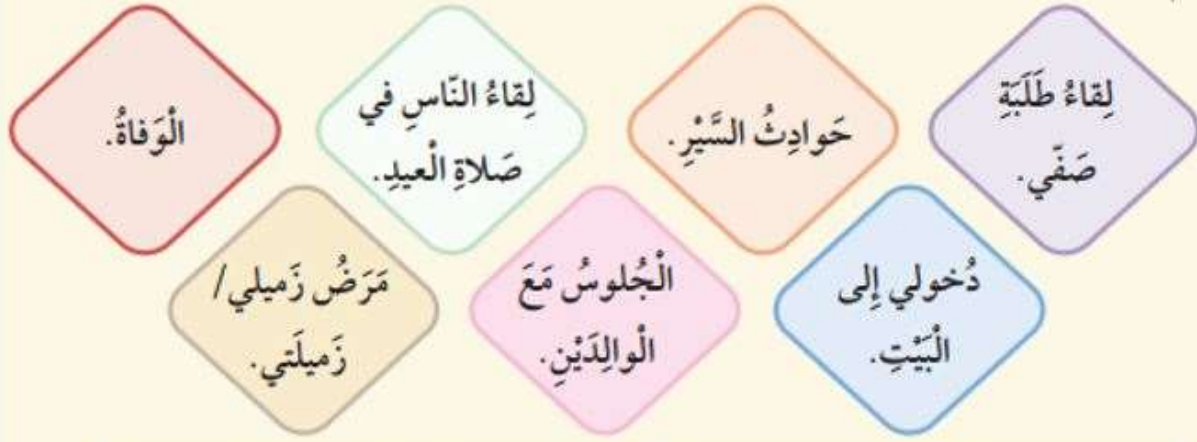 لِقاءُ طَلَبَةِ
صَفّي.
حَوادِثُ السَّيْرِ.
لِقاءُ النّاسِ في
صَلاةِ الْعيدِ.
الْوَفاةُ.
دُخولي إِلى
الْبَيْتِ.
الْجُلوسُ مَعَ
الْوالِدَيْنِ.
مَرَضُ زَميلي/
زَميلَتي.